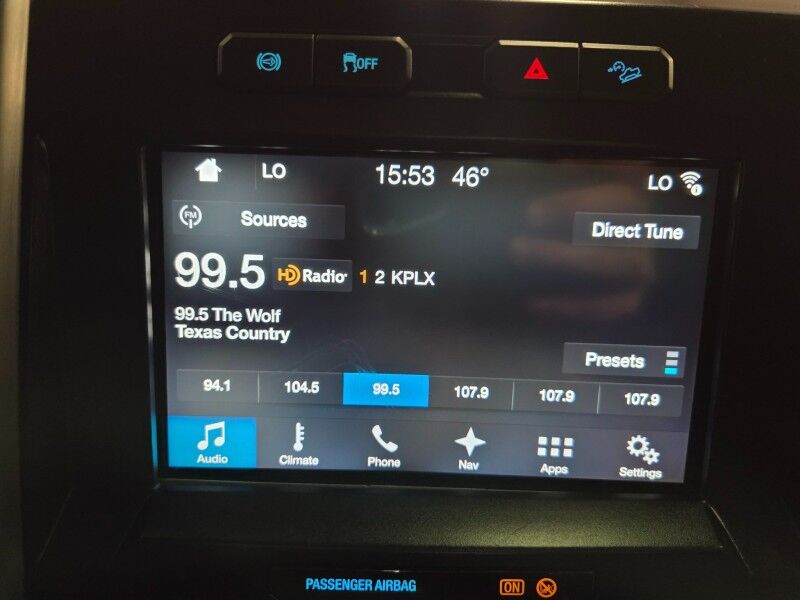 OFF
LO 15:53 46° LO
FM Sources Direct Tune
99.5 HD Radio 1 2 KPLX
99.5 The Wolf
Texas Country
Presets
94.1 104.5 99.5 107.9 107.9 107.9
Audio Climate Phone Nav Apps Settings
PASSENGER AIRBAG ON